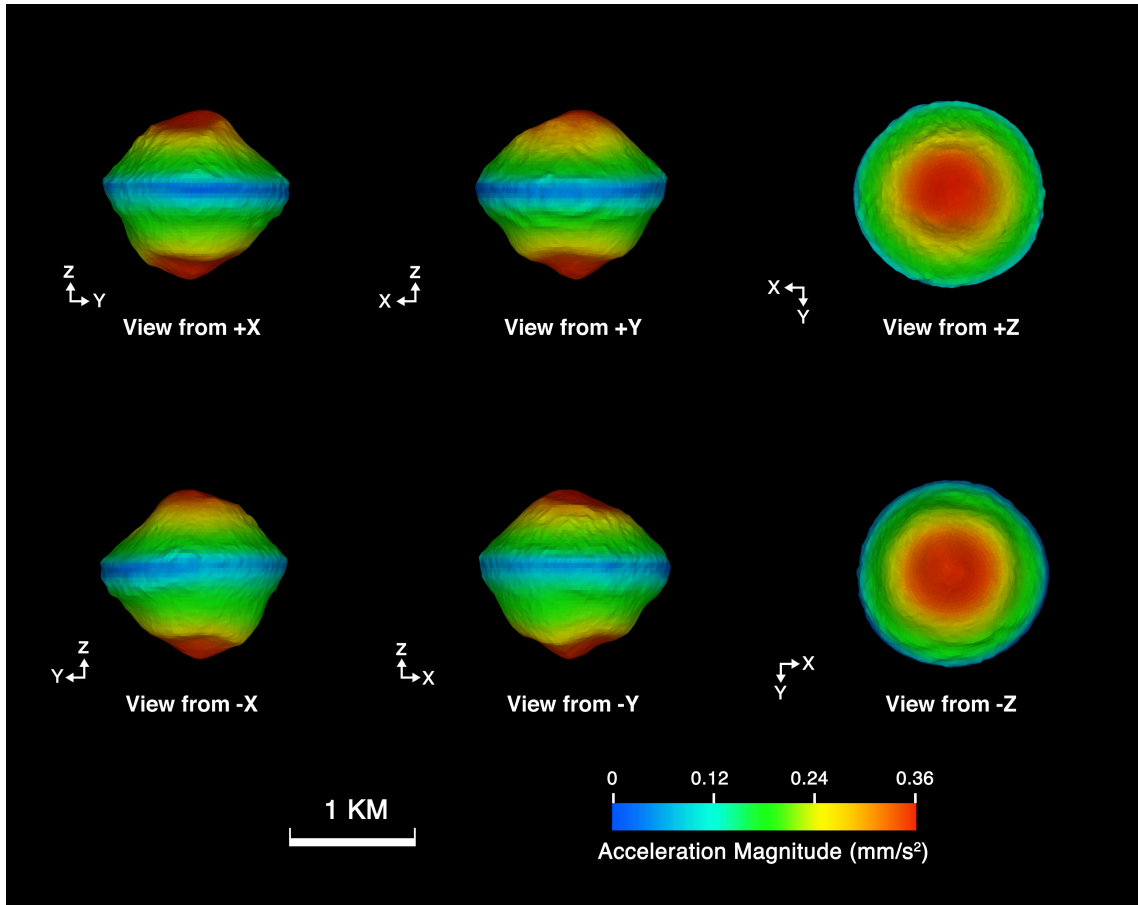 Z
Y
View from +X
Z
X
View from +Y
X
Y
View from +Z
Z
Y
View from -X
Z
X
View from -Y
X
Y
View from -Z
1 KM
0 0.12 0.24 0.36
Acceleration Magnitude (mm/s²)